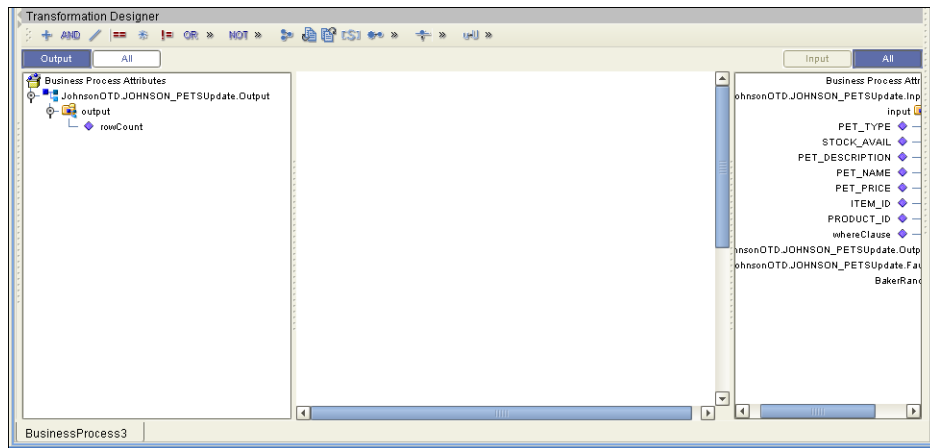 Transformation Designer
+ AND / == * != OR » NOT » [S] » » »
Output All
Input All
Business Process Attributes
JohnsonOTD.JOHNSON_PETSUpdate.Output
output
rowCount
Business Process Attr
ohnsonOTD.JOHNSON_PETSUpdate.Inp
input
PET_TYPE
STOCK_AVAIL
PET_DESCRIPTION
PET_NAME
PET_PRICE
ITEM_ID
PRODUCT_ID
whereClause
nnsonOTD.JOHNSON_PETSUpdate.Outp
ohnsonOTD.JOHNSON_PETSUpdate.Fau
BakerRand
BusinessProcess3